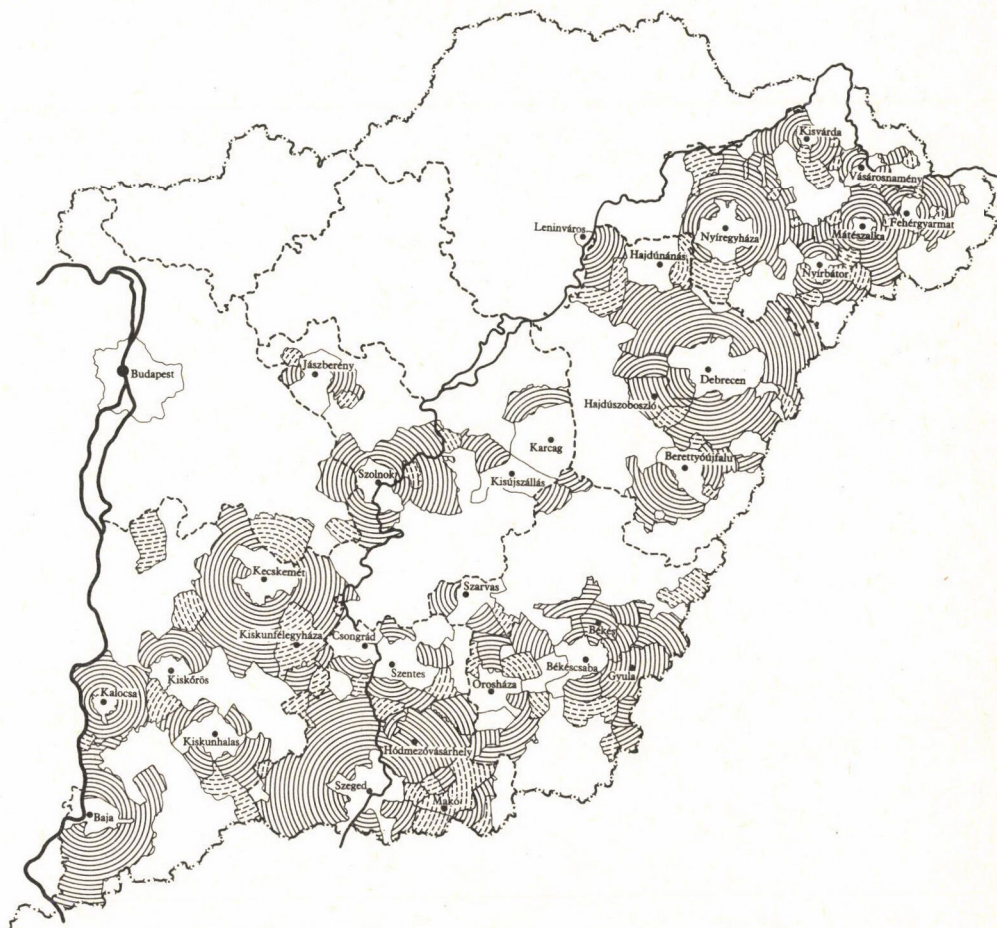 Kisvárda
Vásárosnamény
Fehérgyarmat
Leninváros
Nyíregyháza
Mátészalka
Hajdúnánás
Nyírbátor
Jászberény
Budapest
Debrecen
Hajdúszoboszló
Karcag
Berettyóújfalu
Szolnok
Kisújszállás
Kecskemét
Szarvas
Békés
Kiskunfélegyháza
Csongrád
Szentes
Békéscsaba
Gyula
Kiskőrös
Orosháza
Kalocsa
Kiskunhalas
Hódmezővásárhely
Szeged
Makó
Baja